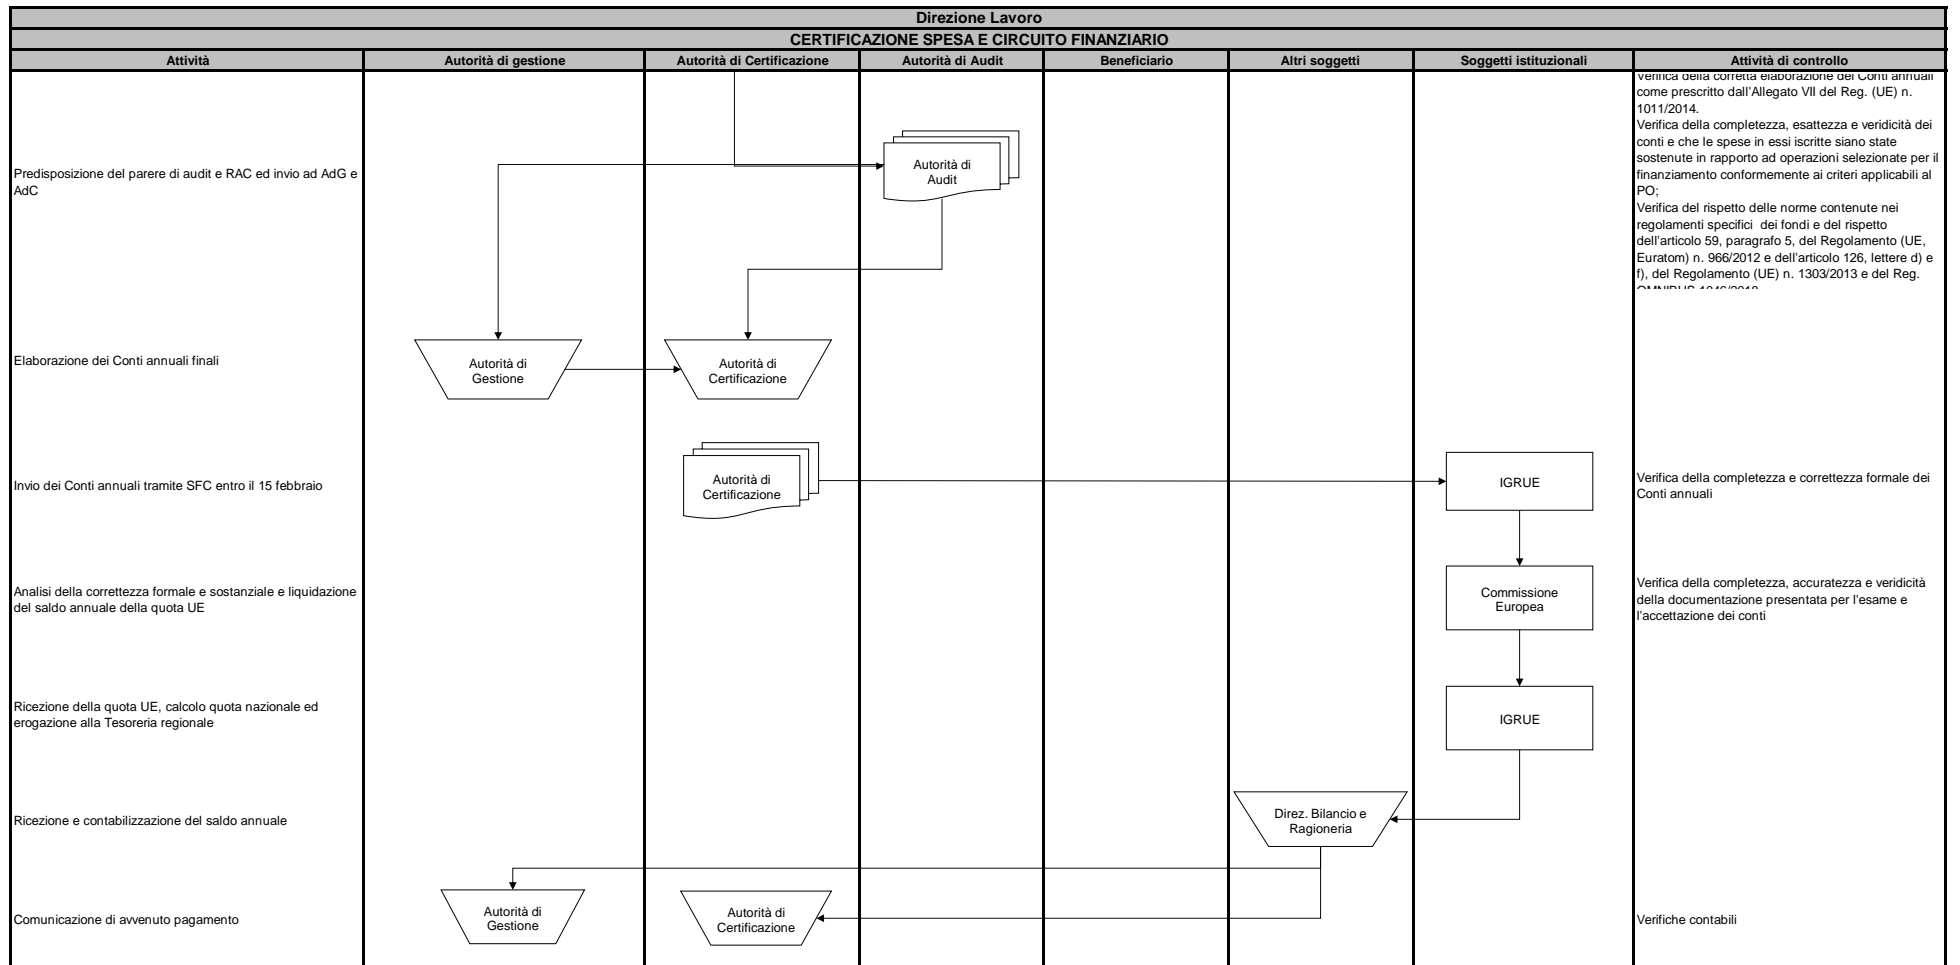 Direzione Lavoro
CERTIFICAZIONE SPESA E CIRCUITO FINANZIARIO
Attività
Autorità di gestione
Autorità di Certificazione
Autorità di Audit
Beneficiario
Altri soggetti
Soggetti istituzionali
Attività di controllo
Predisposizione del parere di audit e RAC ed invio ad AdG e
AdC
Autorità di
Audit
Verifica della corretta elaborazione dei Conti annuali
come prescritto dall'Allegato VII del Reg. (UE) n.
1011/2014.
Verifica della completezza, esattezza e veridicità dei
conti e che le spese in essi iscritte siano state
sostenute in rapporto ad operazioni selezionate per il
finanziamento conformemente ai criteri applicabili al
PO;
Verifica del rispetto delle norme contenute nei
regolamenti specifici  dei fondi e del rispetto
dell'articolo 59, paragrafo 5, del Regolamento (UE,
Euratom) n. 966/2012 e dell'articolo 126, lettere d) e
f), del Regolamento (UE) n. 1303/2013 e del Reg.
OMNIBUS 1046/2018
Elaborazione dei Conti annuali finali
Autorità di
Gestione
Autorità di
Certificazione
Invio dei Conti annuali tramite SFC entro il 15 febbraio
Autorità di
Certificazione
IGRUE
Verifica della completezza e correttezza formale dei
Conti annuali
Analisi della correttezza formale e sostanziale e liquidazione
del saldo annuale della quota UE
Commissione
Europea
Verifica della completezza, accuratezza e veridicità
della documentazione presentata per l'esame e
l'accettazione dei conti
Ricezione della quota UE, calcolo quota nazionale ed
erogazione alla Tesoreria regionale
IGRUE
Ricezione e contabilizzazione del saldo annuale
Direz. Bilancio e
Ragioneria
Comunicazione di avvenuto pagamento
Autorità di
Gestione
Autorità di
Certificazione
Verifiche contabili